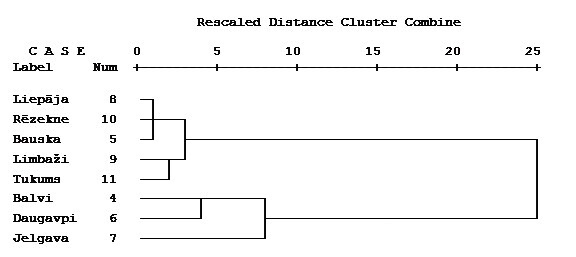 Rescaled Distance Cluster Combine
C A S E 0 5 10 15 20 25
Label Num
Liepāja 8
Rēzekne 10
Bauska 5
Limbaži 9
Tukums 11
Balvi 4
Daugavpi 6
Jelgava 7